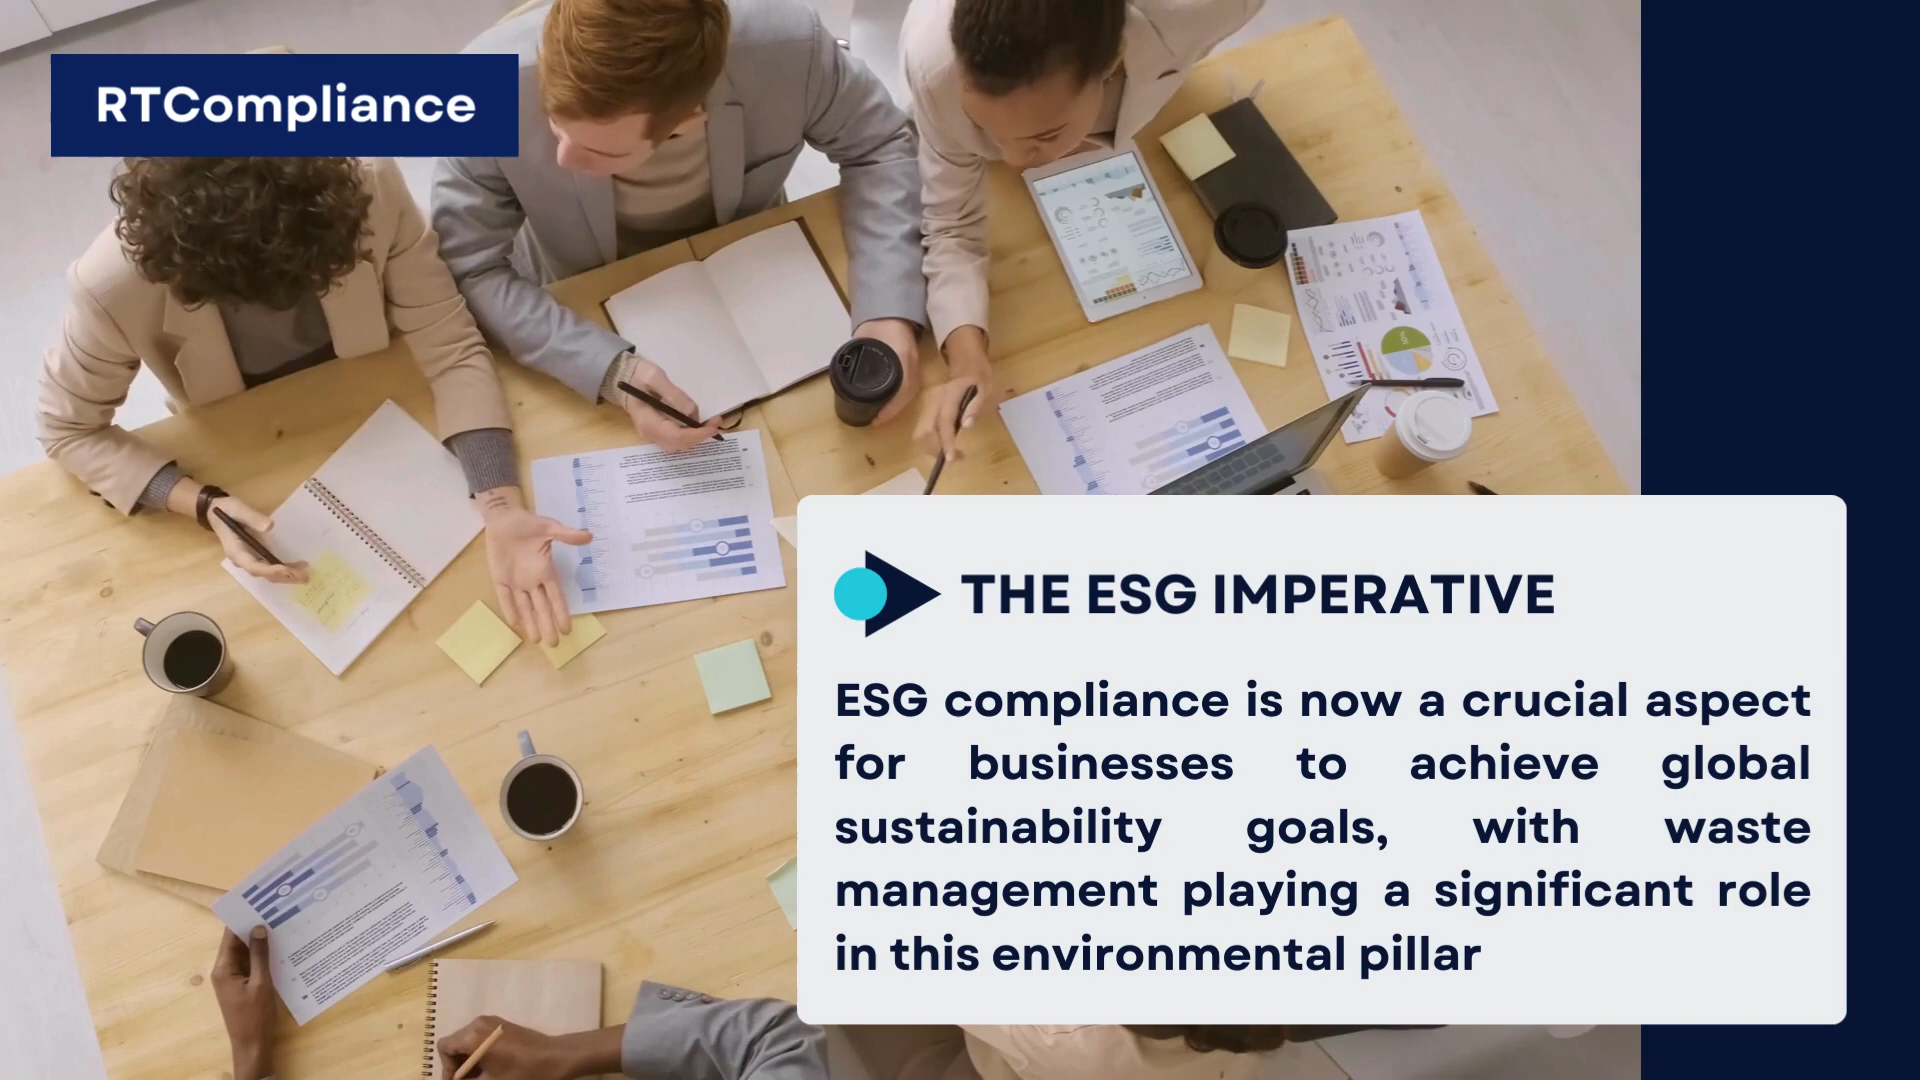 RTCompliance
THE ESG IMPERATIVE
ESG compliance is now a crucial aspect
for businesses to achieve global
sustainability goals, with waste
management playing a significant role
in this environmental pillar